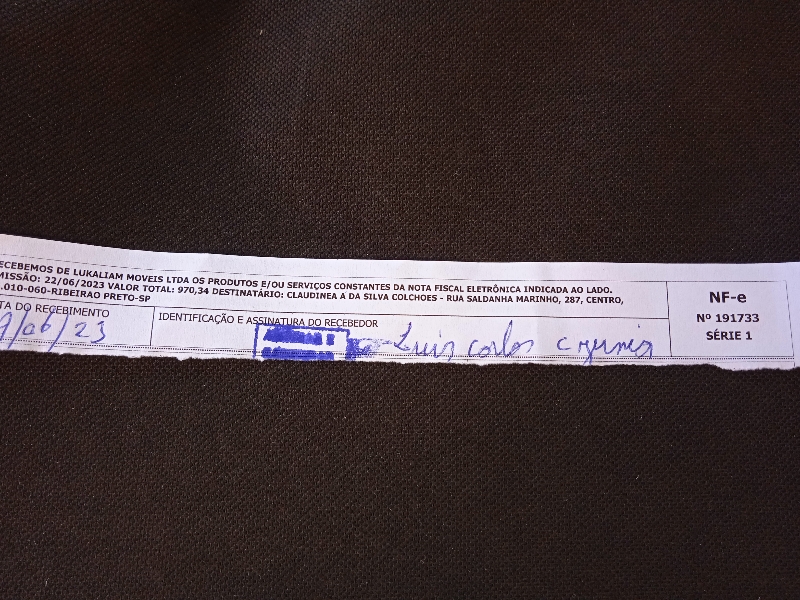 ECEBEMOS DE LUKALIAM MOVEIS LTDA OS PRODUTOS E/OU SERVIÇOS CONSTANTES DA NOTA FISCAL ELETRÔNICA INDICADA AO LADO.
MISSÃO: 22/06/2023 VALOR TOTAL: 970,34 DESTINATÁRIO: CLAUDINEA A DA SILVA COLCHOES - RUA SALDANHA MARINHO, 287, CENTRO,
.010-060-RIBEIRAO PRETO-SP
TA DO RECEBIMENTO
9/06/23
IDENTIFICAÇÃO E ASSINATURA DO RECEBEDOR
Luis Carlos
NF-e
Nº 191733
SÉRIE 1